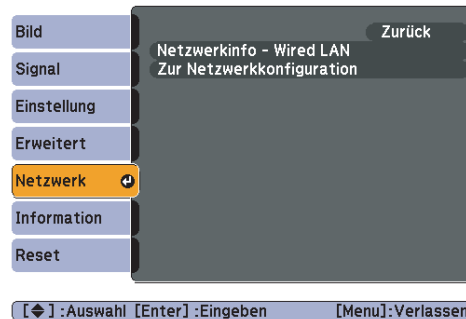 Bild
Signal
Einstellung
Erweitert
Netzwerk
Information
Reset
Zurück
Netzwerkinfo - Wired LAN
Zur Netzwerkkonfiguration
[◆] :Auswahl [Enter] :Eingeben [Menu]:Verlassen